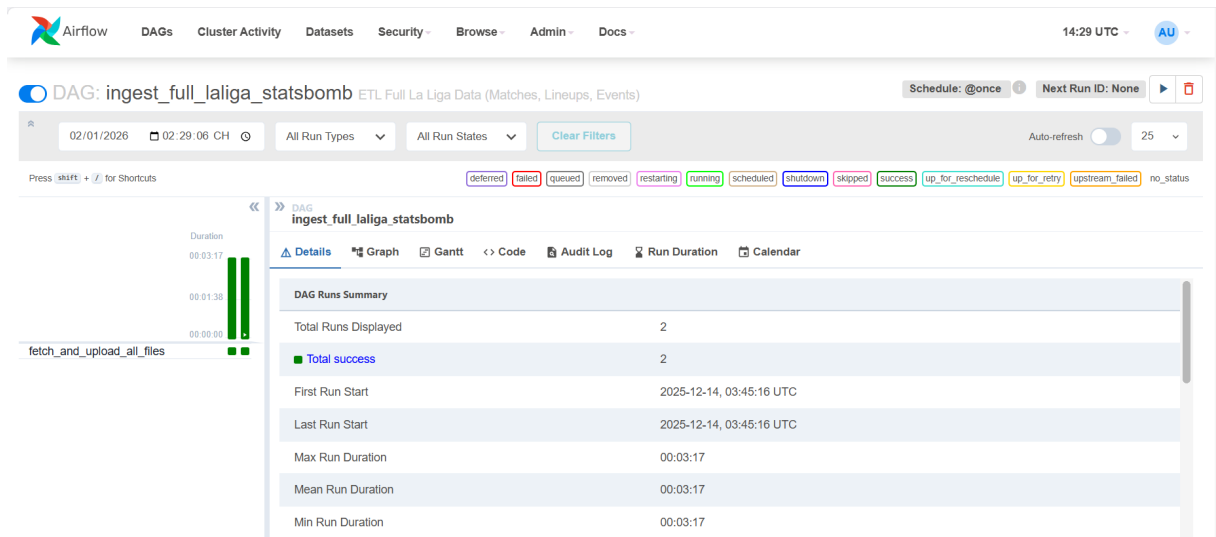 Airflow DAGs Cluster Activity Datasets Security Browse Admin Docs 14:29 UTC AU
DAG: ingest_full_laliga_statsbomb ETL Full La Liga Data (Matches, Lineups, Events) Schedule: @once i Next Run ID: None
02/01/2026 02:29:06 CH All Run Types All Run States Clear Filters Auto-refresh 25
Press shift + / for Shortcuts deferred failed queued removed restarting running scheduled shutdown skipped success up_for_reschedule up_for_retry upstream_failed no_status
DAG
ingest_full_laliga_statsbomb
Duration
00:03:17
00:01:38
00:00:00
fetch_and_upload_all_files
Details Graph Gantt <> Code Audit Log Run Duration Calendar
DAG Runs Summary
Total Runs Displayed 2
Total success 2
First Run Start 2025-12-14, 03:45:16 UTC
Last Run Start 2025-12-14, 03:45:16 UTC
Max Run Duration 00:03:17
Mean Run Duration 00:03:17
Min Run Duration 00:03:17